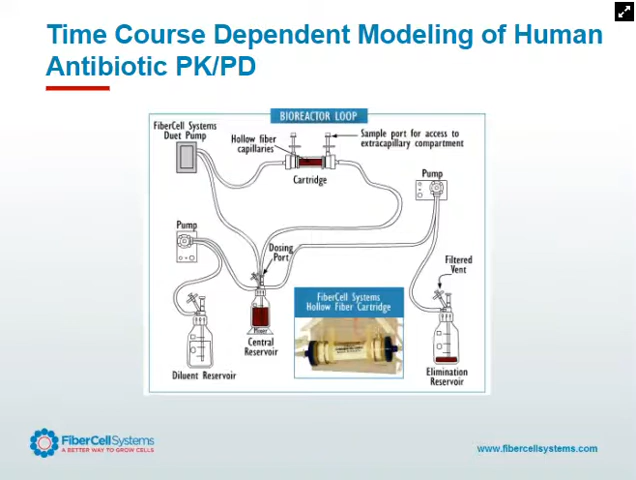 Time Course Dependent Modeling of Human
Antibiotic PK/PD
BIOREACTOR LOOP
FiberCell Systems
Duet Pump
Hollow fiber
capillaries
Sample port for access to
extracapillary compartment
Cartridge
Pump
Pump
Dosing
Port
Filtered
Vent
FiberCell Systems
Hollow Fiber Cartridge
Mixer
Central
Reservoir
Diluent Reservoir
Elimination
Reservoir
FiberCellSystems
A BETTER WAY TO GROW CELLS
www.fibercellsystems.com